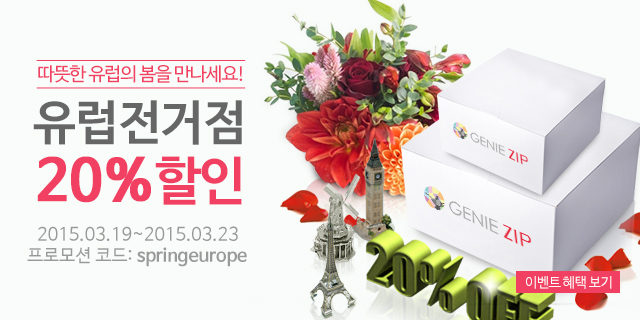 따뜻한 유럽의 봄을 만나세요!
유럽전거점
20% 할인
2015.03.19~2015.03.23
프로모션 코드: springeurope
GENIE ZIP
GENIE ZIP
20% OFF
이벤트 혜택 보기